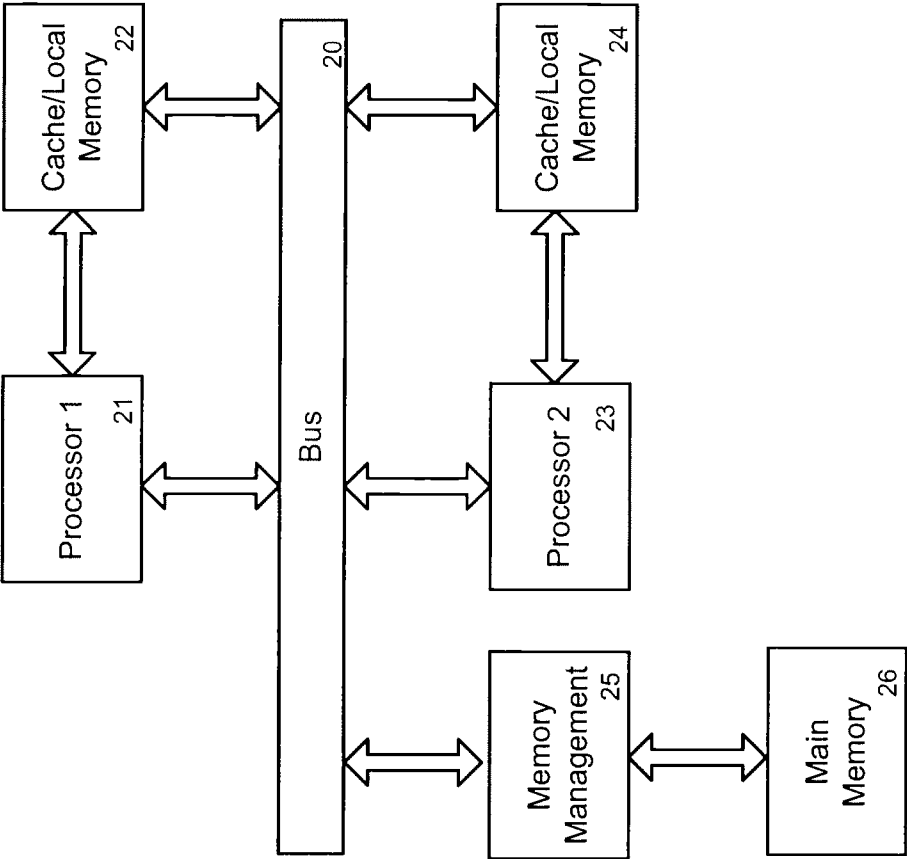 Processor 1
21
Cache/Local
Memory
22
Bus
20
Memory
Management
25
Processor 2
23
Cache/Local
Memory
24
Main
Memory
26